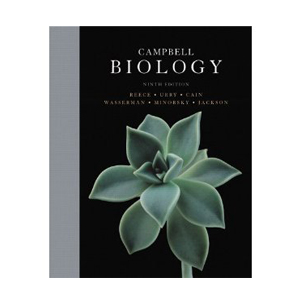 CAMPBELL
BIOLOGY
NINTH EDITION
REECE • URRY • CAIN
WASSERMAN • MINORSKY • JACKSON